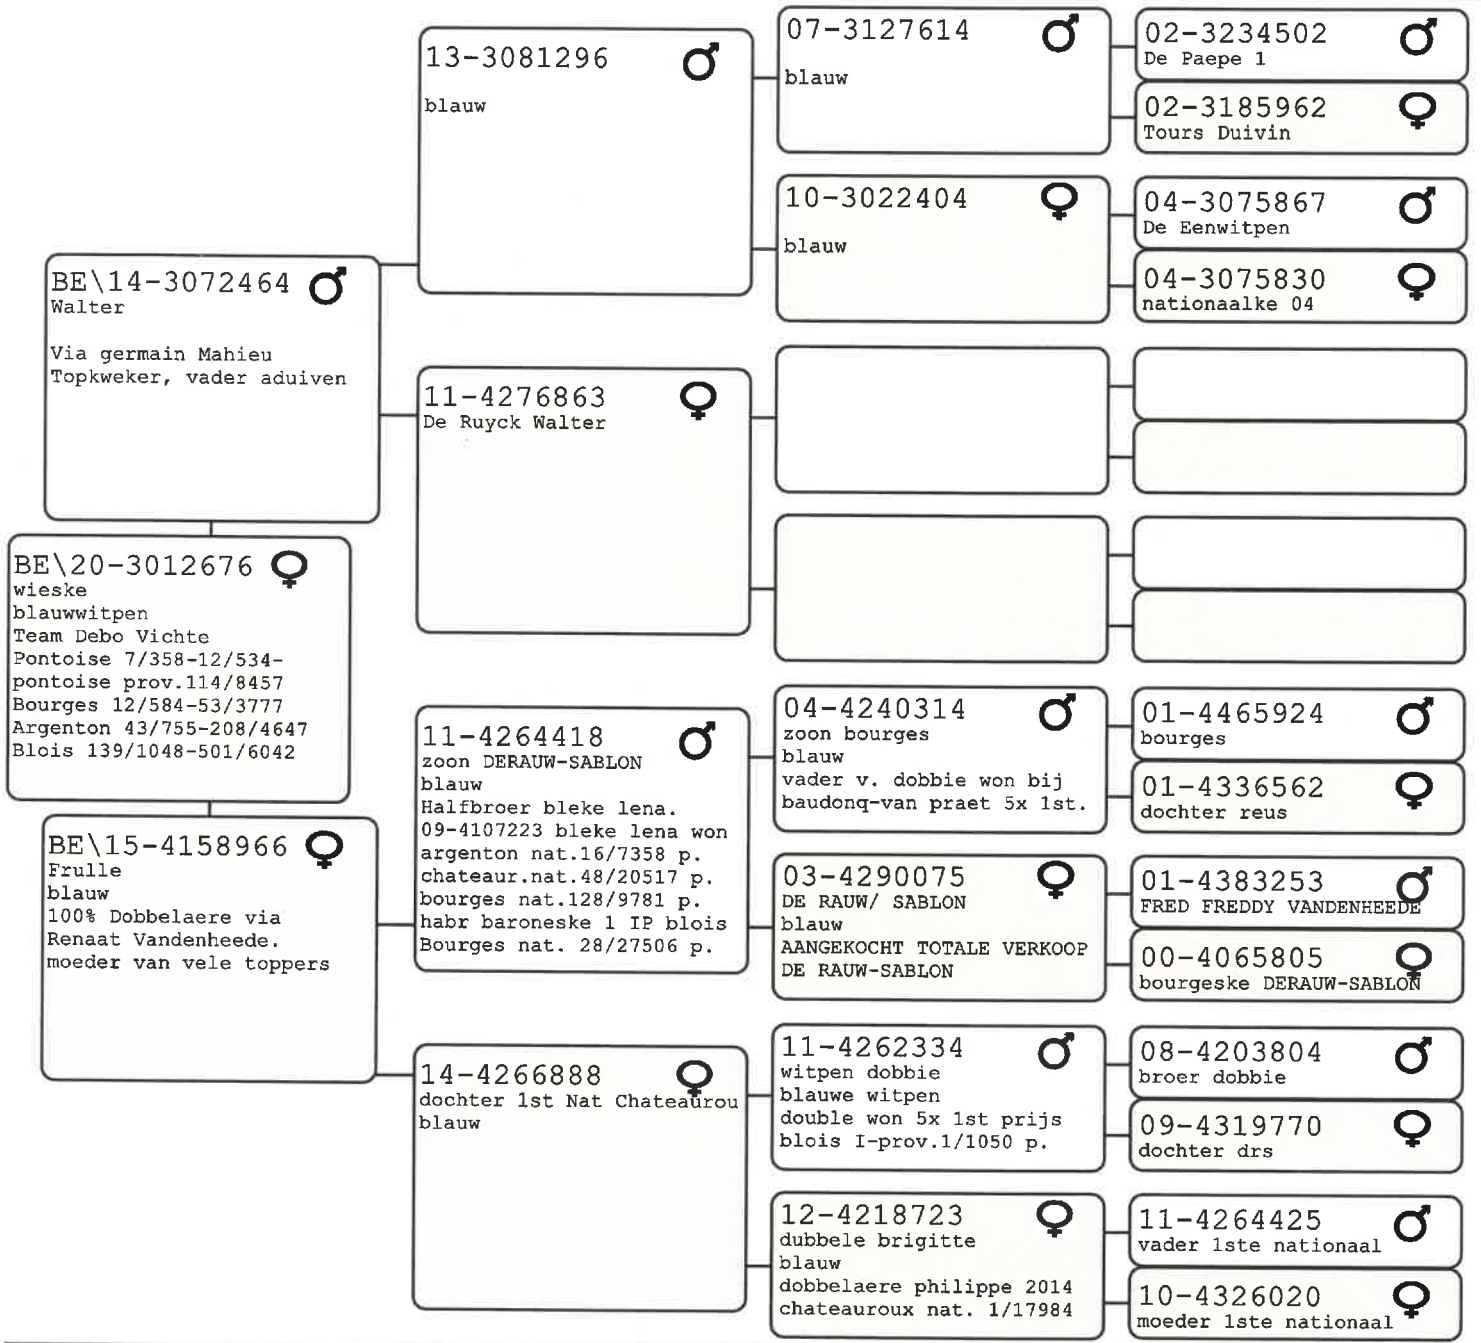 BE\20-3012676
wieske
blauwwitpen
Team Debo Vichte
Pontoise 7/358-12/534-
pontoise prov.114/8457
Bourges 12/584-53/3777
Argenton 43/755-208/4647
Blois 139/1048-501/6042
BE\14-3072464
Walter
Via germain Mahieu
Topkweker, vader aduiven
BE\15-4158966
Frulle
blauw
100% Dobbelaere via
Renaat Vandenheede.
moeder van vele toppers
13-3081296
blauw
11-4276863
De Ruyck Walter
11-4264418
zoon DERAUW-SABLON
blauw
Halfbroer bleke lena.
09-4107223 bleke lena won
argenton nat.16/7358 p.
chateaur.nat.48/20517 p.
bourges nat.128/9781 p.
habr baroneske 1 IP blois
Bourges nat. 28/27506 p.
14-4266888
dochter 1st Nat Chateaurou
blauw
07-3127614
blauw
10-3022404
blauw
04-4240314
zoon bourges
blauw
vader v. dobbie won bij
baudonq-van praet 5x 1st.
03-4290075
DE RAUW/ SABLON
blauw
AANGEKOCHT TOTALE VERKOOP
DE RAUW-SABLON
11-4262334
witpen dobbie
blauwe witpen
double won 5x 1st prijs
blois I-prov.1/1050 p.
12-4218723
dubbele brigitte
blauw
dobbelaere philippe 2014
chateauroux nat. 1/17984
02-3234502
De Paepe 1
02-3185962
Tours Duivin
04-3075867
De Eenwitpen
04-3075830
nationaalke 04
01-4465924
bourges
01-4336562
dochter reus
01-4383253
FRED FREDDY VANDENHEEDE
00-4065805
bourgeske DERAUW-SABLON
08-4203804
broer dobbie
09-4319770
dochter drs
11-4264425
vader 1ste nationaal
10-4326020
moeder 1ste nationaal